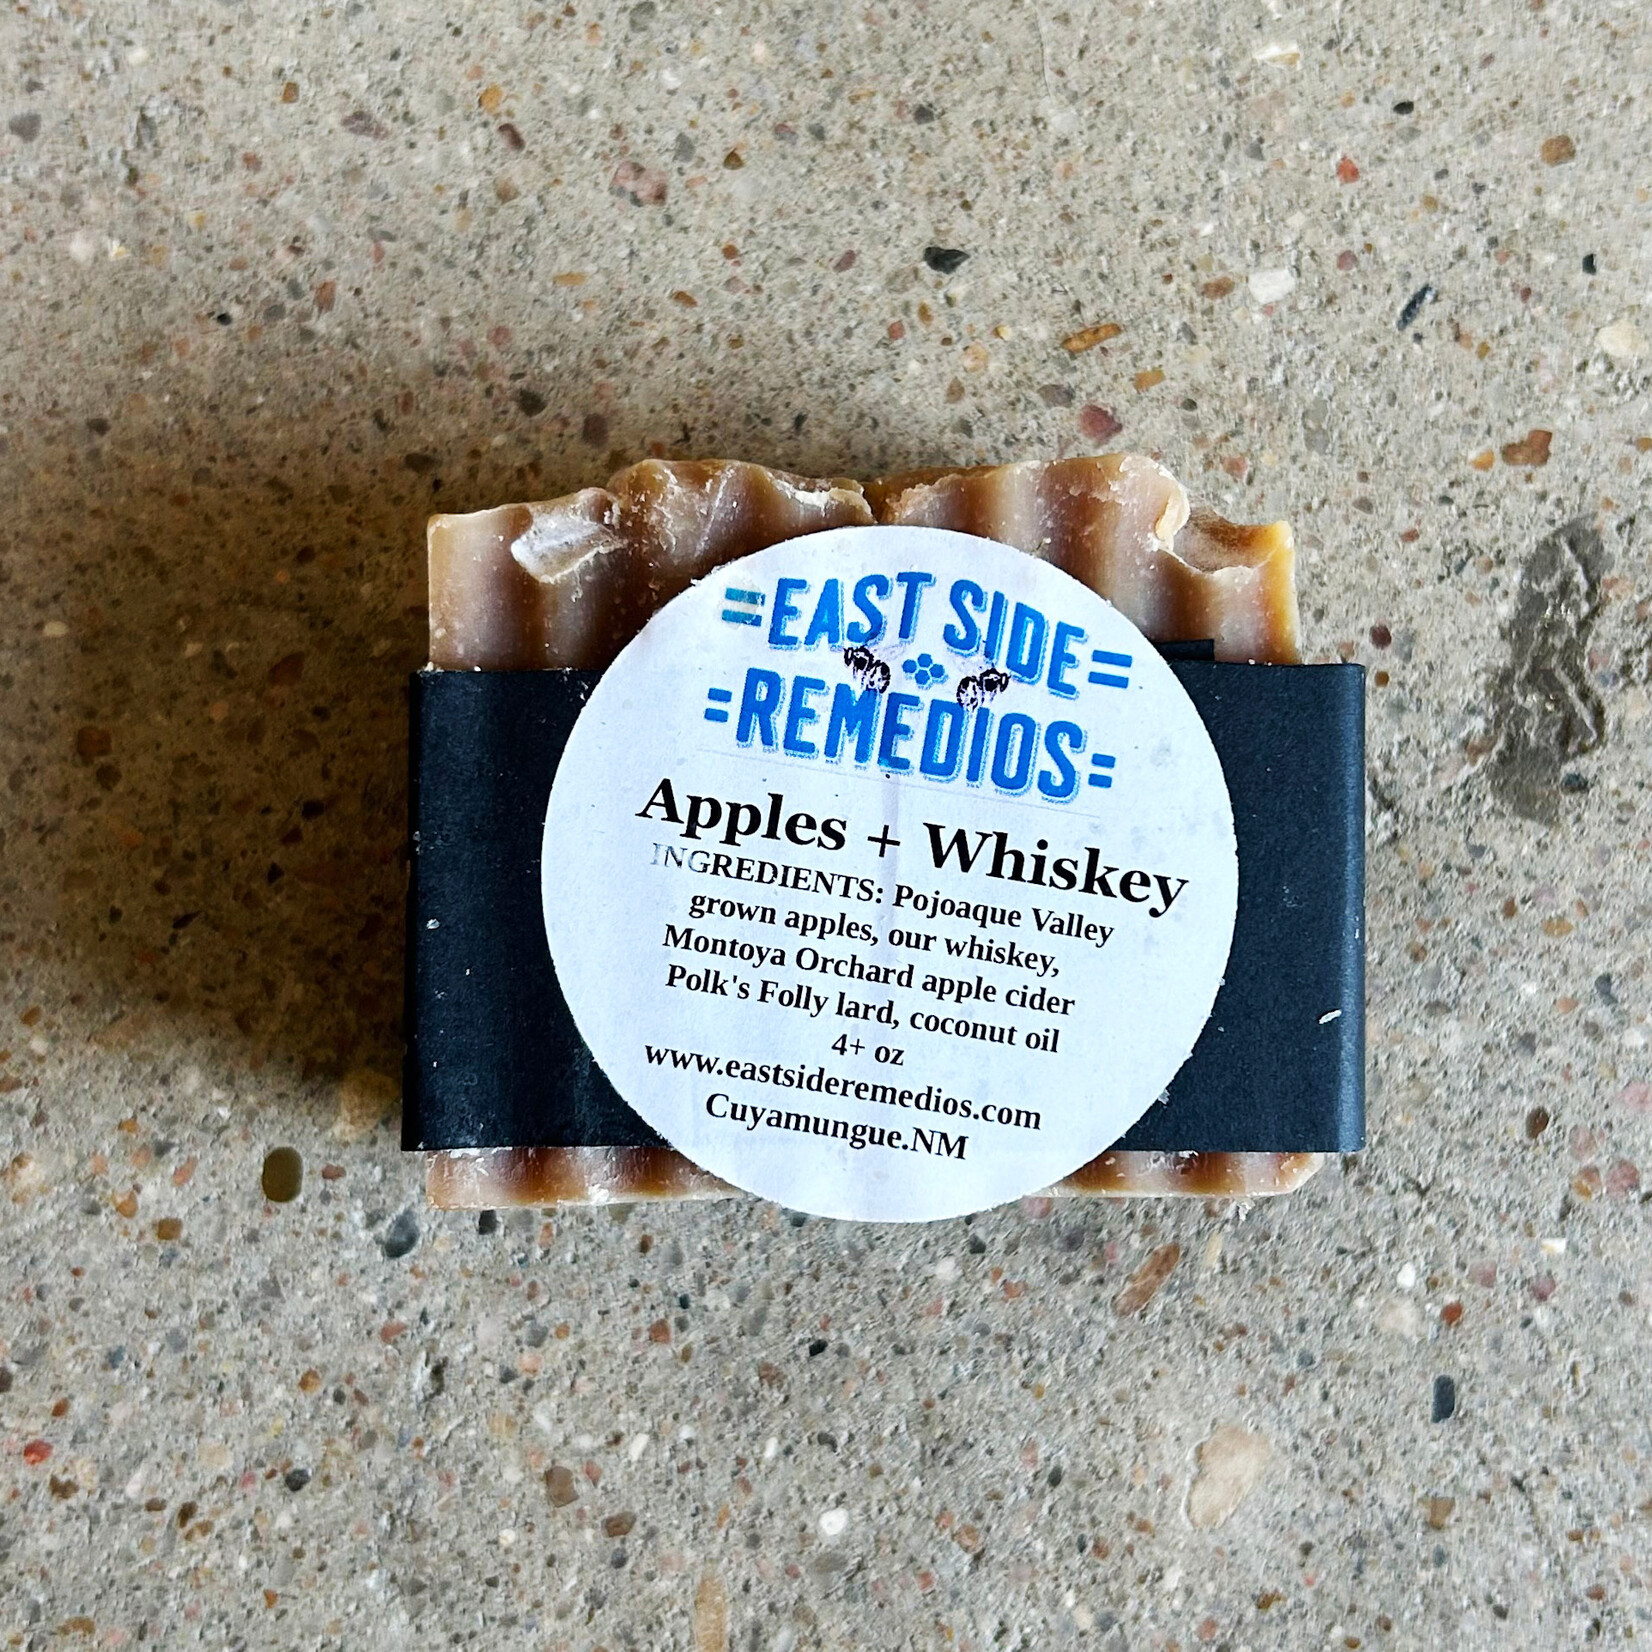 =EAST SIDE=
=REMEDIOS=
Apples + Whiskey
INGREDIENTS: Pojoaque Valley
grown apples, our whiskey,
Montoya Orchard apple cider
Polk's Folly lard, coconut oil
4+ oz
www.eastsideremedios.com
Cuyamungue.NM